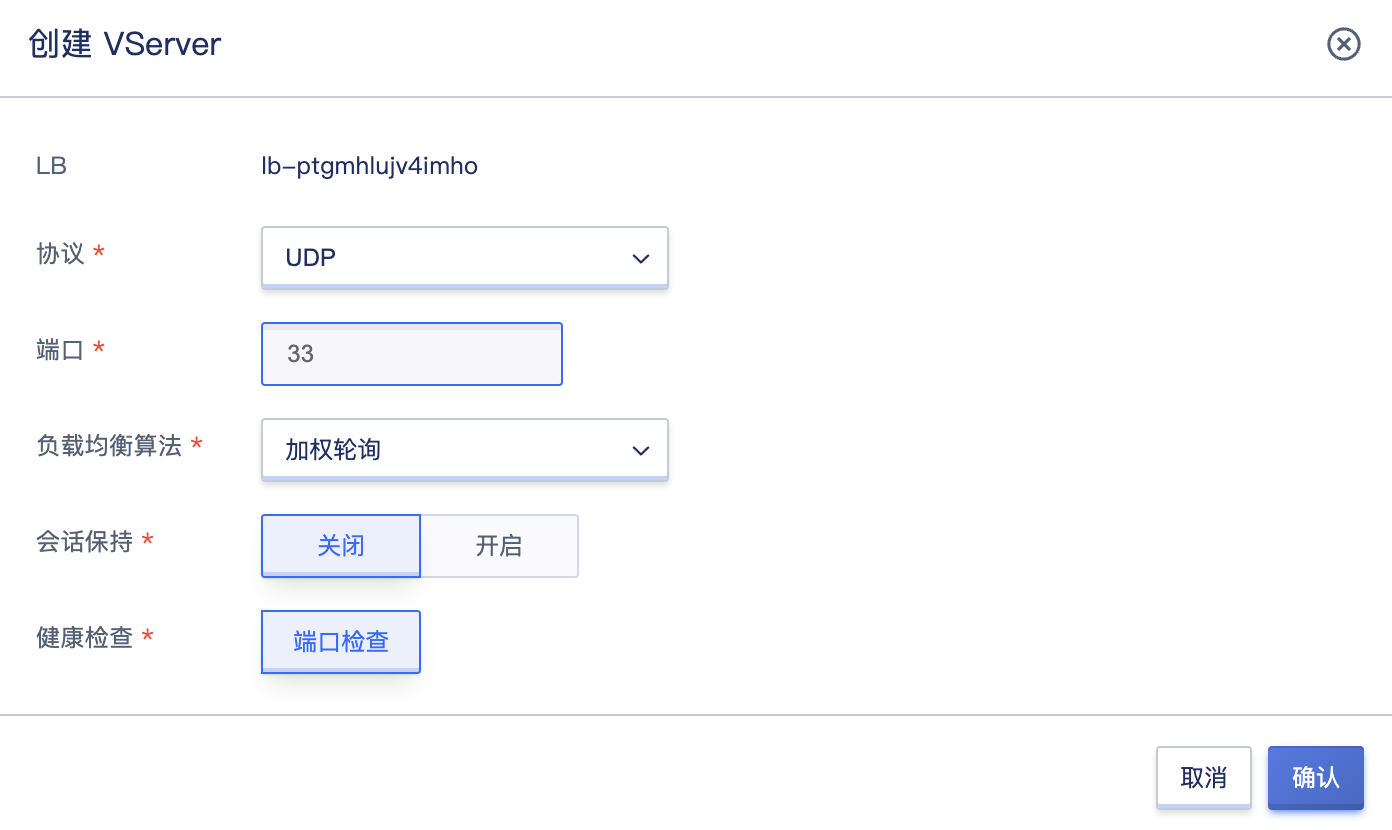 创建 VServer
LB lb-ptgmhlujv4imho
协议 * UDP
端口 * 33
负载均衡算法 * 加权轮询
会话保持 * 关闭 开启
健康检查 * 端口检查
取消 确认